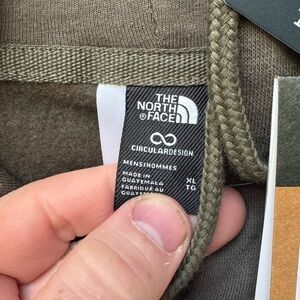 THE
NORTH
FACE
CIRCULARDESIGN
MENS/HOMMES
MADE IN
GUATEMALA
FABRIQUÉ AU
GUATEMALA
XL
TG